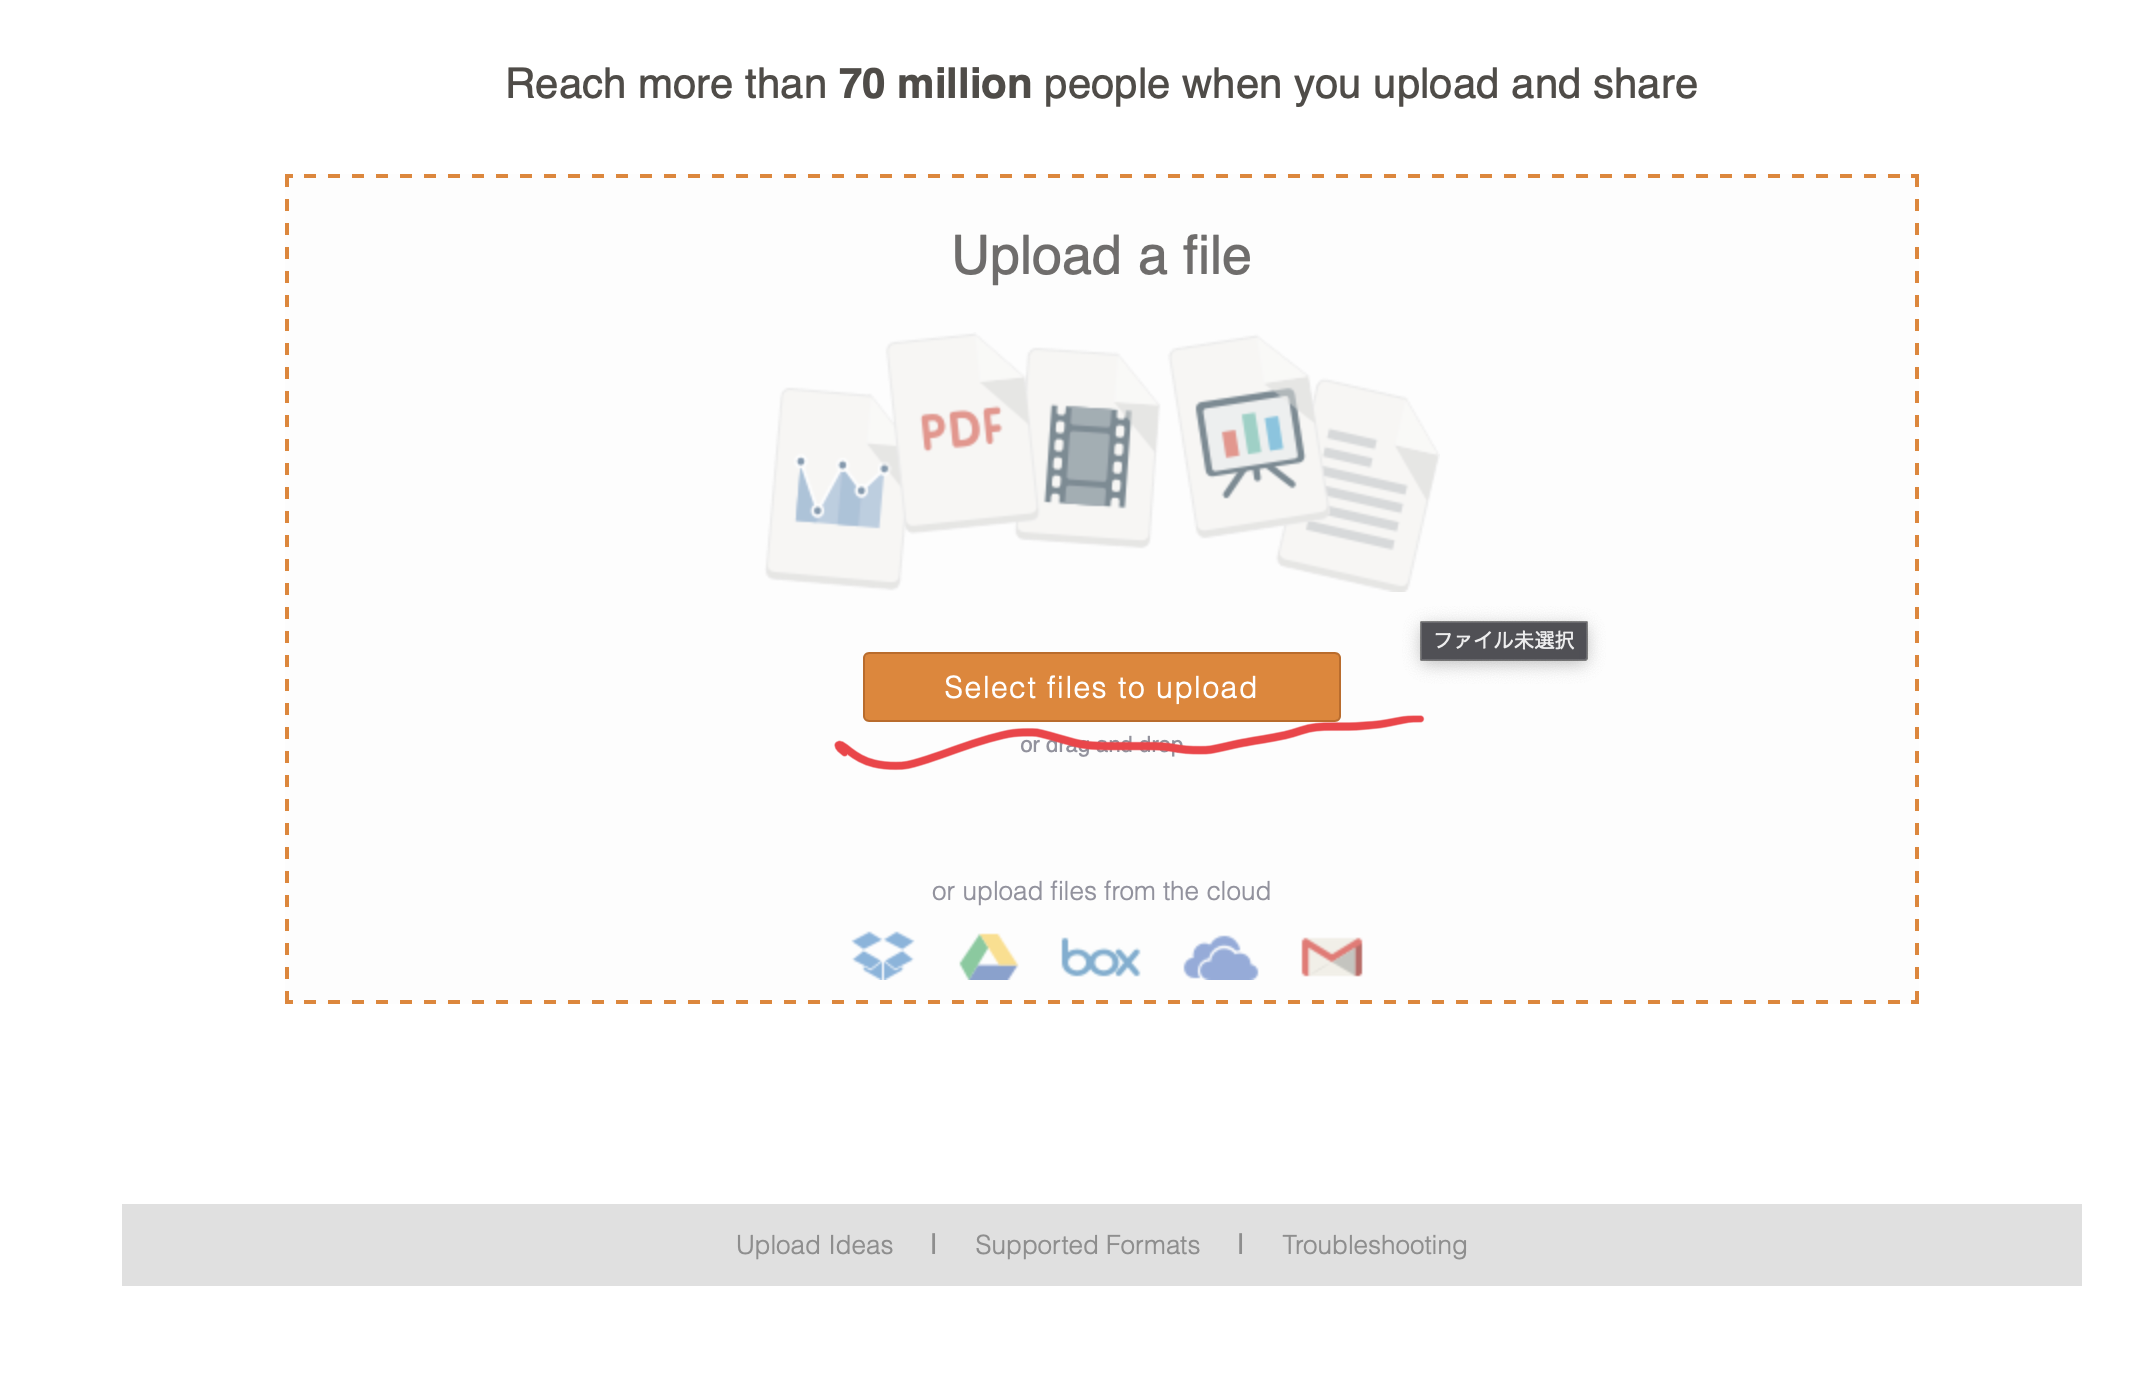 Reach more than 70 million people when you upload and share
Upload a file
PDF
ファイル未選択
Select files to upload
or drag and drop
or upload files from the cloud
box
Upload Ideas | Supported Formats | Troubleshooting